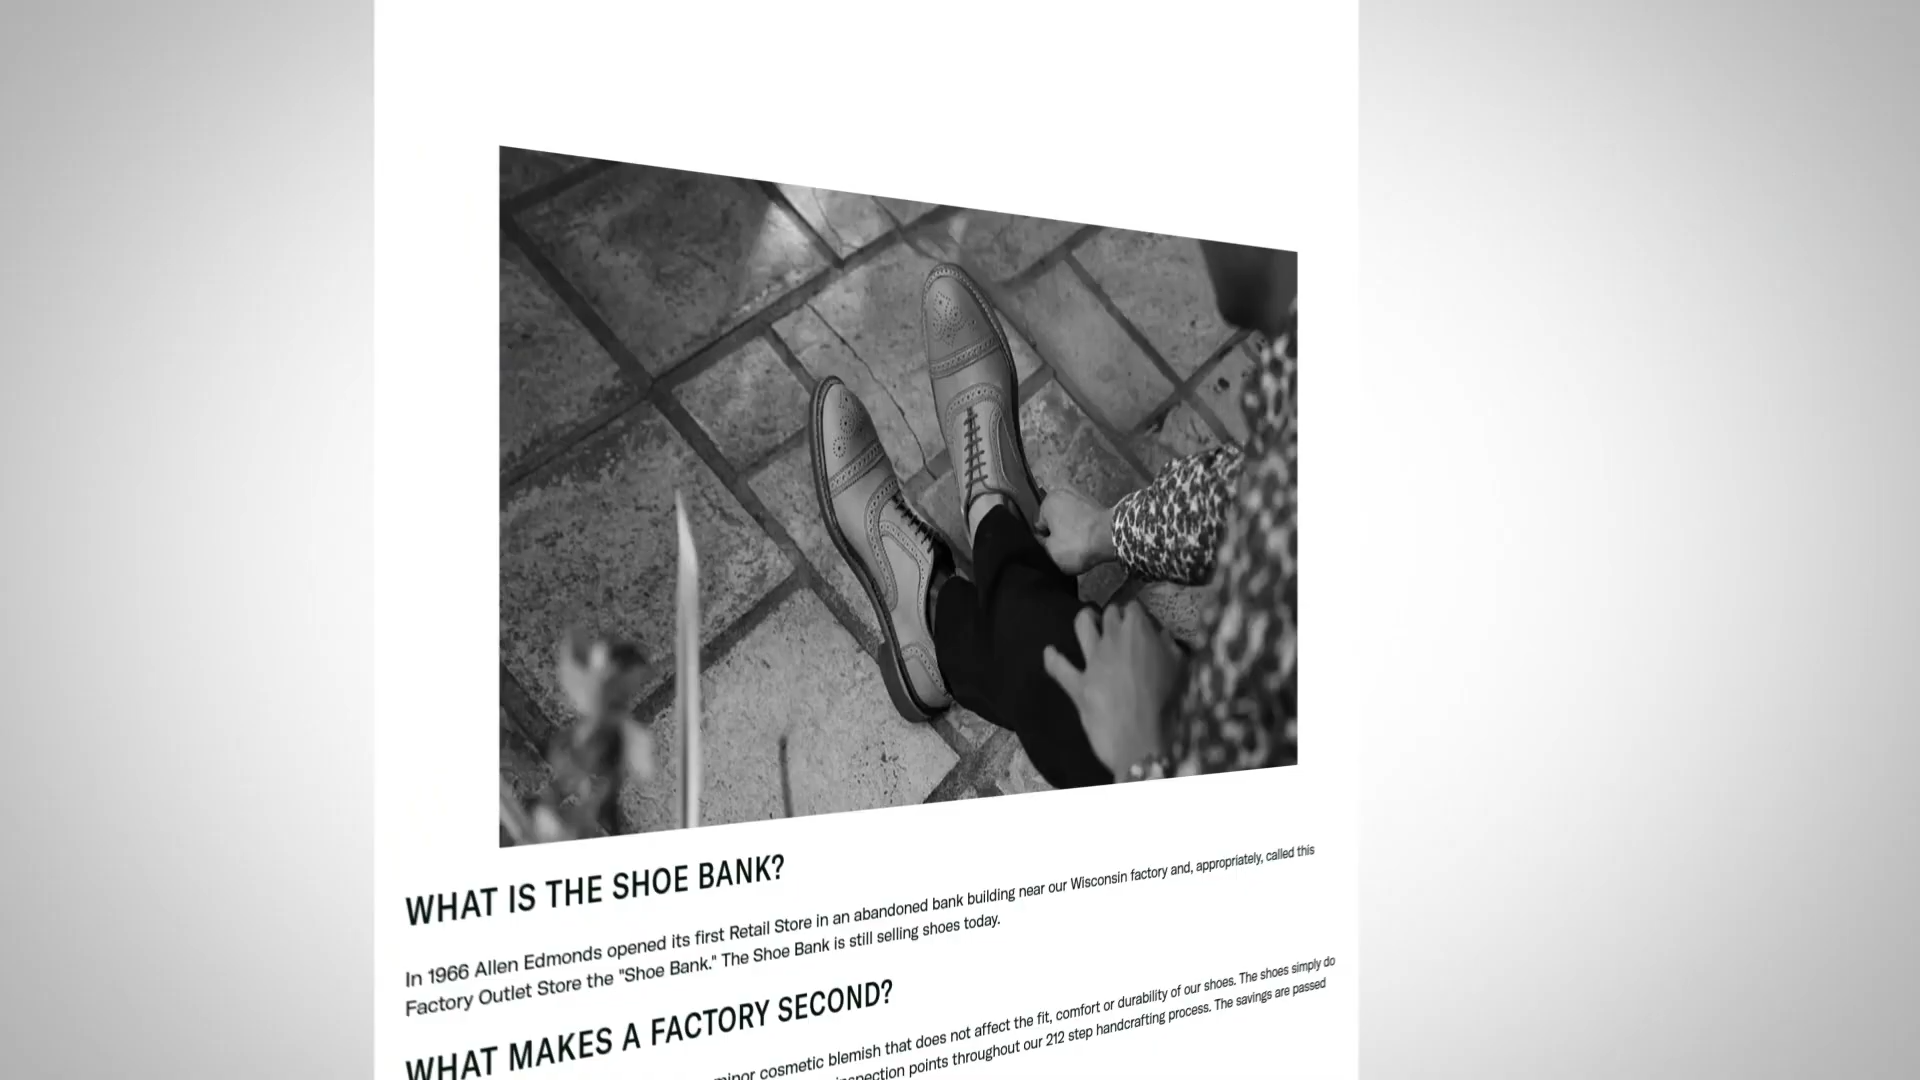 WHAT IS THE SHOE BANK?
In 1966 Allen Edmonds opened its first Retail Store in an abandoned bank building near our Wisconsin factory and, appropriately, called this
Factory Outlet Store the "Shoe Bank." The Shoe Bank is still selling shoes today.
WHAT MAKES A FACTORY SECOND?
minor cosmetic blemish that does not affect the fit, comfort or durability of our shoes. The shoes simply do
points throughout our 212 step handcrafting process. The savings are passed